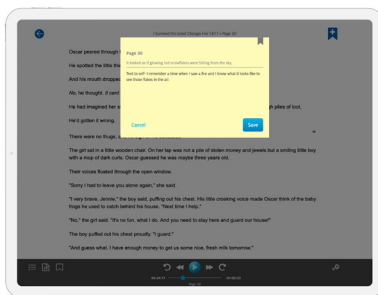 I Survived the Great Chicago Fire, 1871 • Page 30
Oscar peered through
He spotted the little thi
And his mouth dropped
No, he thought. It can't
He had imagined her a
gh piles of loot.
He'd gotten it wrong.
There were no thugs,
Page 30
It looked as if glowing red snowflakes were falling from the sky.
Text to self- I remember a time when I saw a fire and I know what it looks like to
see those flakes in the air.
Cancel
Save
The girl sat in a little wooden chair. On her lap was not a pile of stolen money and jewels but a smiling little boy
with a mop of dark curls. Oscar guessed he was maybe three years old.
Their voices floated through the open window.
"Sorry I had to leave you alone again," she said.
"I very brave, Jennie," the boy said, puffing out his chest. His little croaking voice made Oscar think of the baby
frogs he used to catch behind his house. "Next time I help."
"No," the girl said. "It's no fun, what I do. And you need to stay here and guard our house!"
The boy puffed out his chest proudly. "I guard."
"And guess what, I have enough money to get us some nice, fresh milk tomorrow."
Page 30